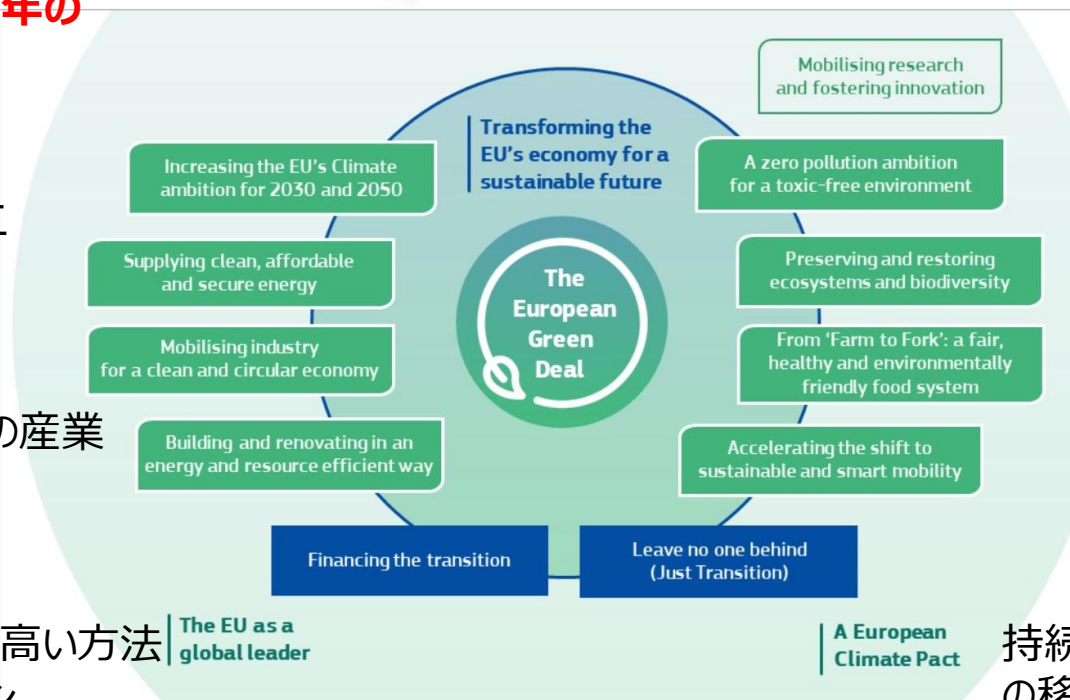 年の
Mobilising research
and fostering innovation
Transforming the
EU's economy for a
sustainable future
Increasing the EU's Climate
ambition for 2030 and 2050
A zero pollution ambition
for a toxic-free environment
Supplying clean, affordable
and secure energy
The
European
Green
Deal
Preserving and restoring
ecosystems and biodiversity
Mobilising industry
for a clean and circular economy
From 'Farm to Fork': a fair,
healthy and environmentally
friendly food system
の産業
Building and renovating in an
energy and resource efficient way
Accelerating the shift to
sustainable and smart mobility
Financing the transition
Leave no one behind
(Just Transition)
高い方法
The EU as a
global leader
A European
Climate Pact
持続
の移